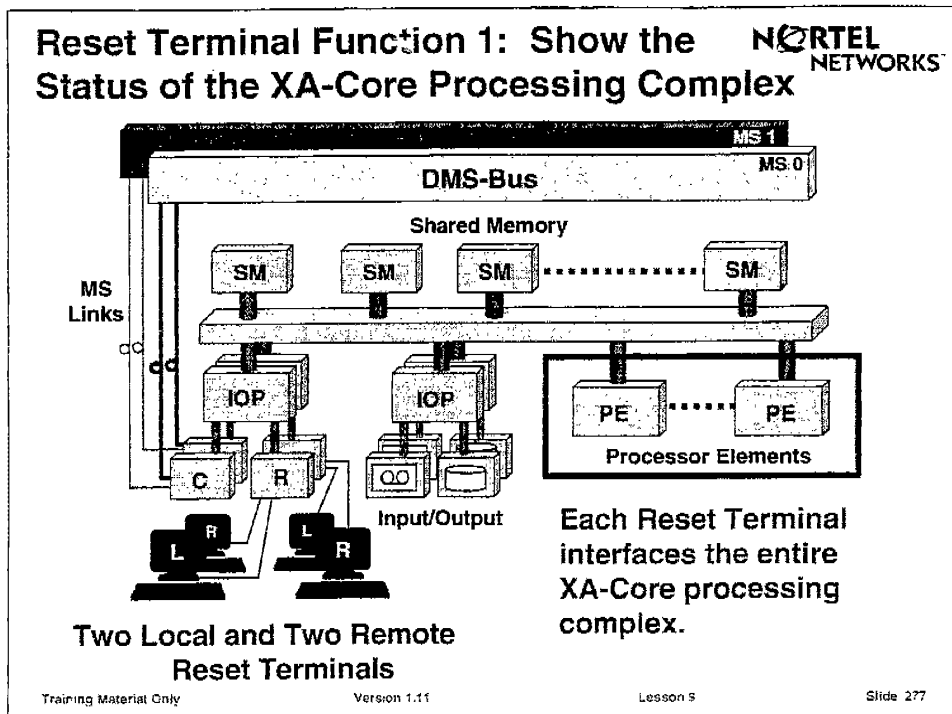 Reset Terminal Function 1: Show the
Status of the XA-Core Processing Complex
NORTEL
NETWORKS™
MS 1
MS 0
DMS-Bus
Shared Memory
SM
SM
SM
SM
MS
Links
IOP
IOP
PE
PE
Processor Elements
C
R
Input/Output
L
R
L
R
Each Reset Terminal
interfaces the entire
XA-Core processing
complex.
Two Local and Two Remote
Reset Terminals
Training Material Only
Version 1.11
Lesson 9
Slide 277